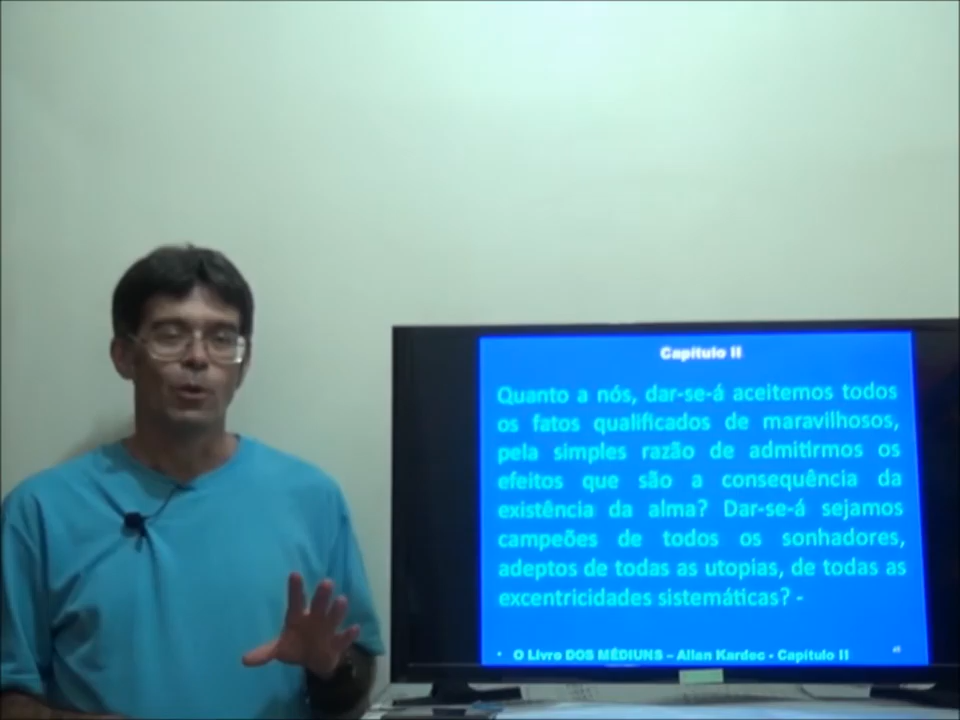 Capítulo II
Quanto a nós, dar-se-á aceitemos todos
os fatos qualificados de maravilhosos,
pela simples razão de admitirmos os
efeitos que são a consequência da
existência da alma? Dar-se-á sejamos
campeões de todos os sonhadores,
adeptos de todas as utopias, de todas as
excentricidades sistemáticas? -
• O Livro DOS MÉDIUNS – Allan Kardec - Capítulo II